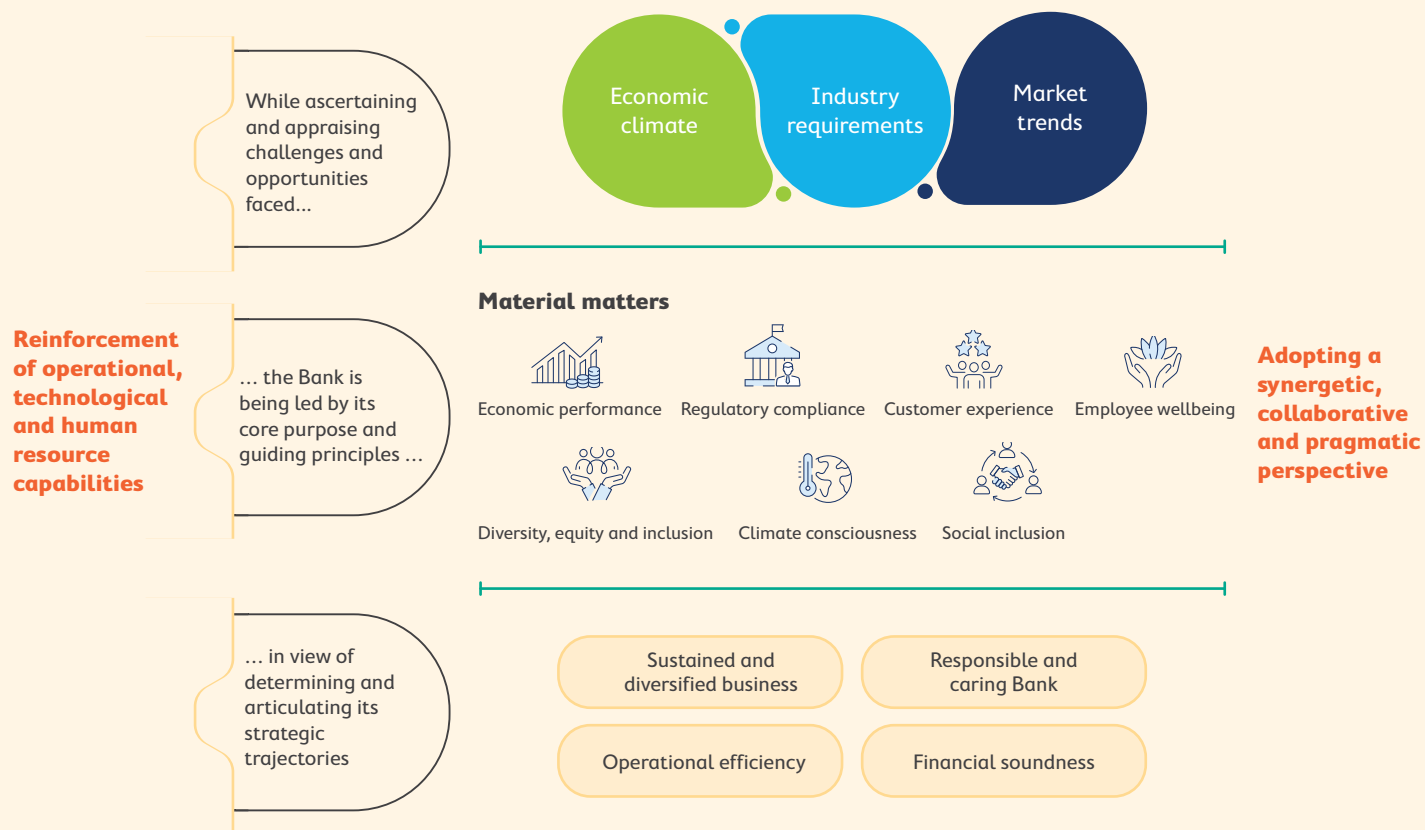 While ascertaining
and appraising
challenges and
opportunities
faced...
Economic
climate
Industry
requirements
Market
trends
Reinforcement
of operational,
technological
and human
resource
capabilities
... the Bank is
being led by its
core purpose and
guiding principles ...
Material matters
Economic performance
Regulatory compliance
Customer experience
Employee wellbeing
Diversity, equity and inclusion
Climate consciousness
Social inclusion
Adopting a
synergetic,
collaborative
and pragmatic
perspective
... in view of
determining and
articulating its
strategic
trajectories
Sustained and
diversified business
Responsible and
caring Bank
Operational efficiency
Financial soundness